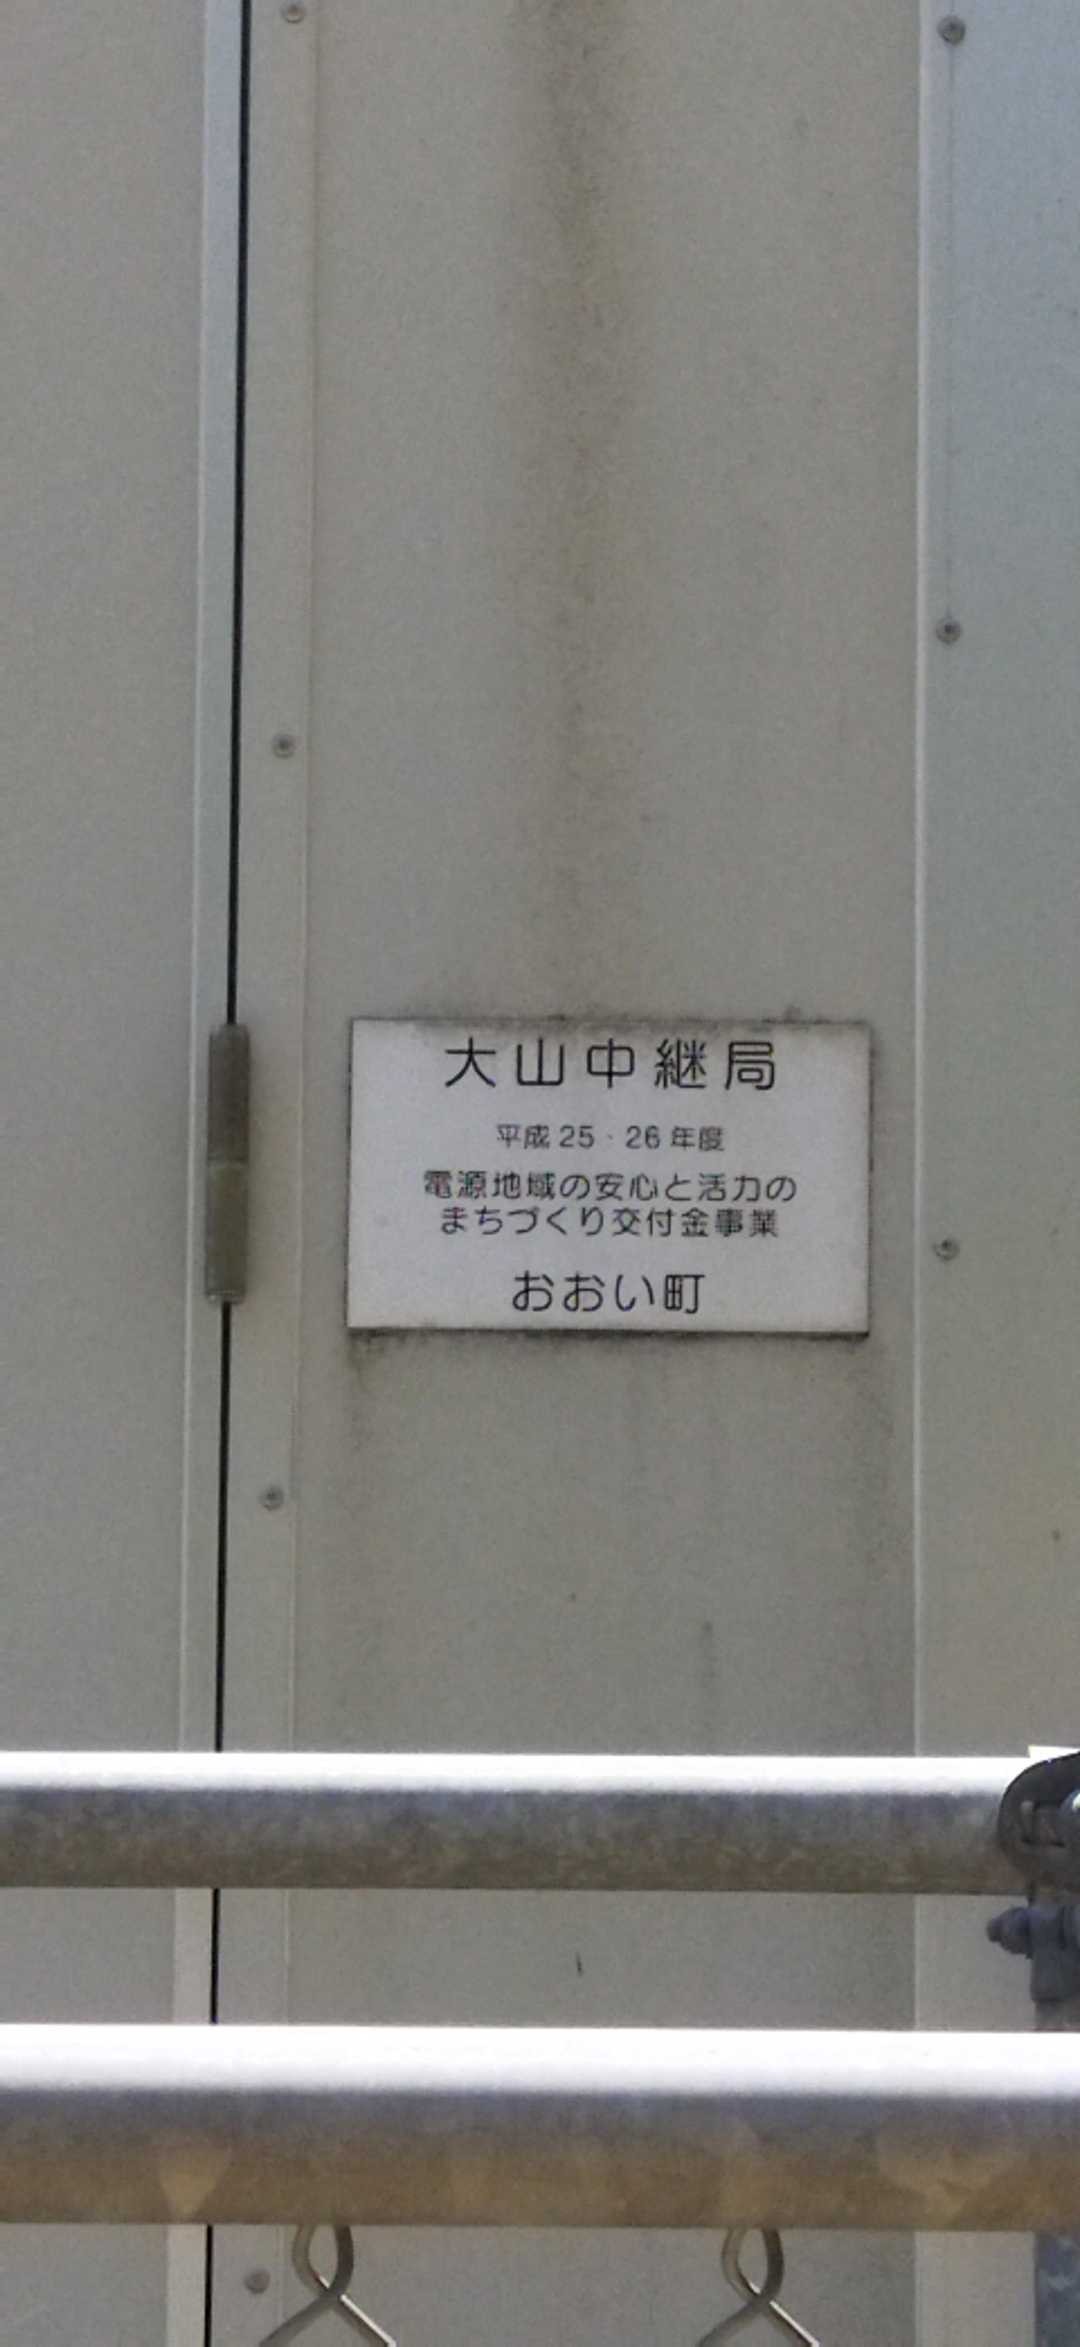 大山中継局
平成25・26年度
電源地域の安心と活力の
まちづくり交付金事業
おおい町